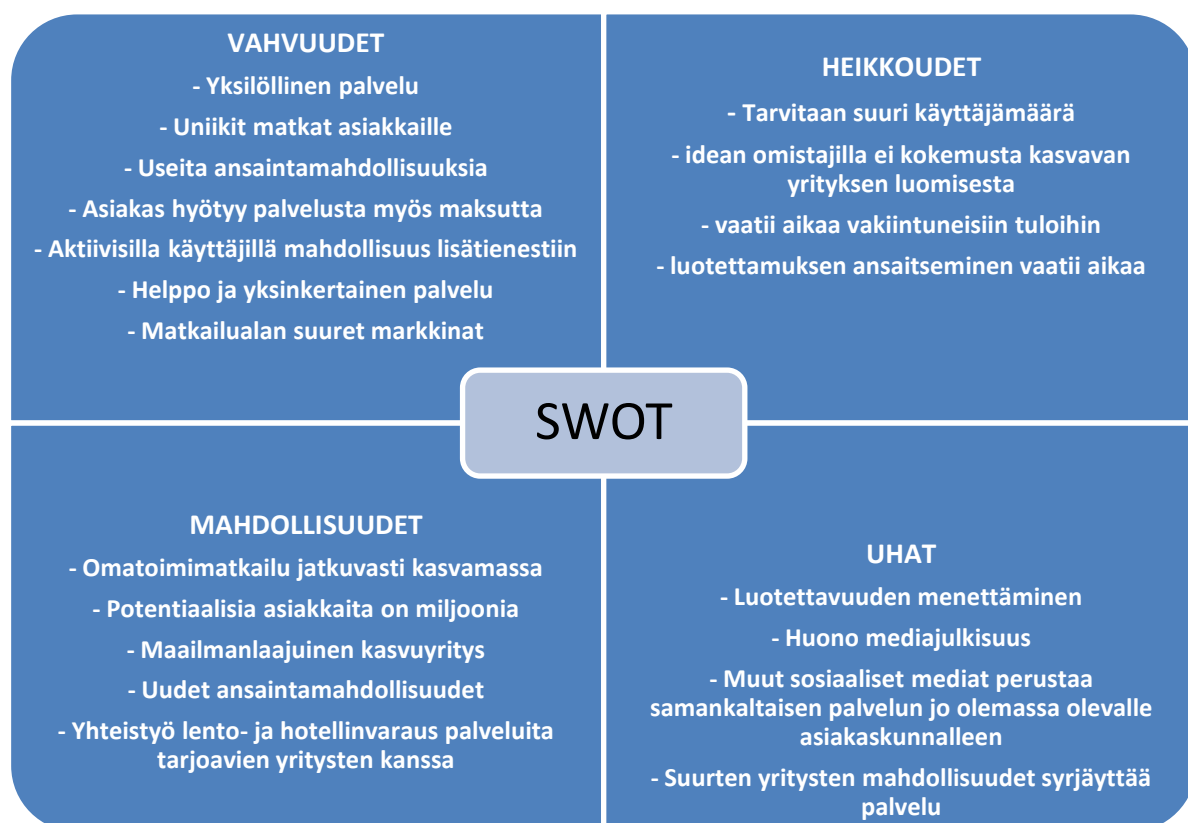 VAHVUUDET
- Yksilöllinen palvelu
- Uniikit matkat asiakkaille
- Useita ansaintamahdollisuuksia
- Asiakas hyötyy palvelusta myös maksutta
- Aktiivisilla käyttäjillä mahdollisuus lisätienestiin
- Helppo ja yksinkertainen palvelu
- Matkailualan suuret markkinat
HEIKKOUDET
- Tarvitaan suuri käyttäjämäärä
- idean omistajilla ei kokemusta kasvavan
yrityksen luomisesta
- vaatii aikaa vakiintuneisiin tuloihin
- luotettamuksen ansaitseminen vaatii aikaa
SWOT
MAHDOLLISUUDET
- Omatoimimatkailu jatkuvasti kasvamassa
- Potentiaalisia asiakkaita on miljoonia
- Maailmanlaajuinen kasvuyritys
- Uudet ansaintamahdollisuudet
- Yhteistyö lento- ja hotellinvaraus palveluita
tarjoavien yritysten kanssa
UHAT
- Luotettavuuden menettäminen
- Huono mediajulkisuus
- Muut sosiaaliset mediat perustaa
samankaltaisen palvelun jo olemassa olevalle
asiakaskunnalleen
- Suurten yritysten mahdollisuudet syrjäyttää
palvelu